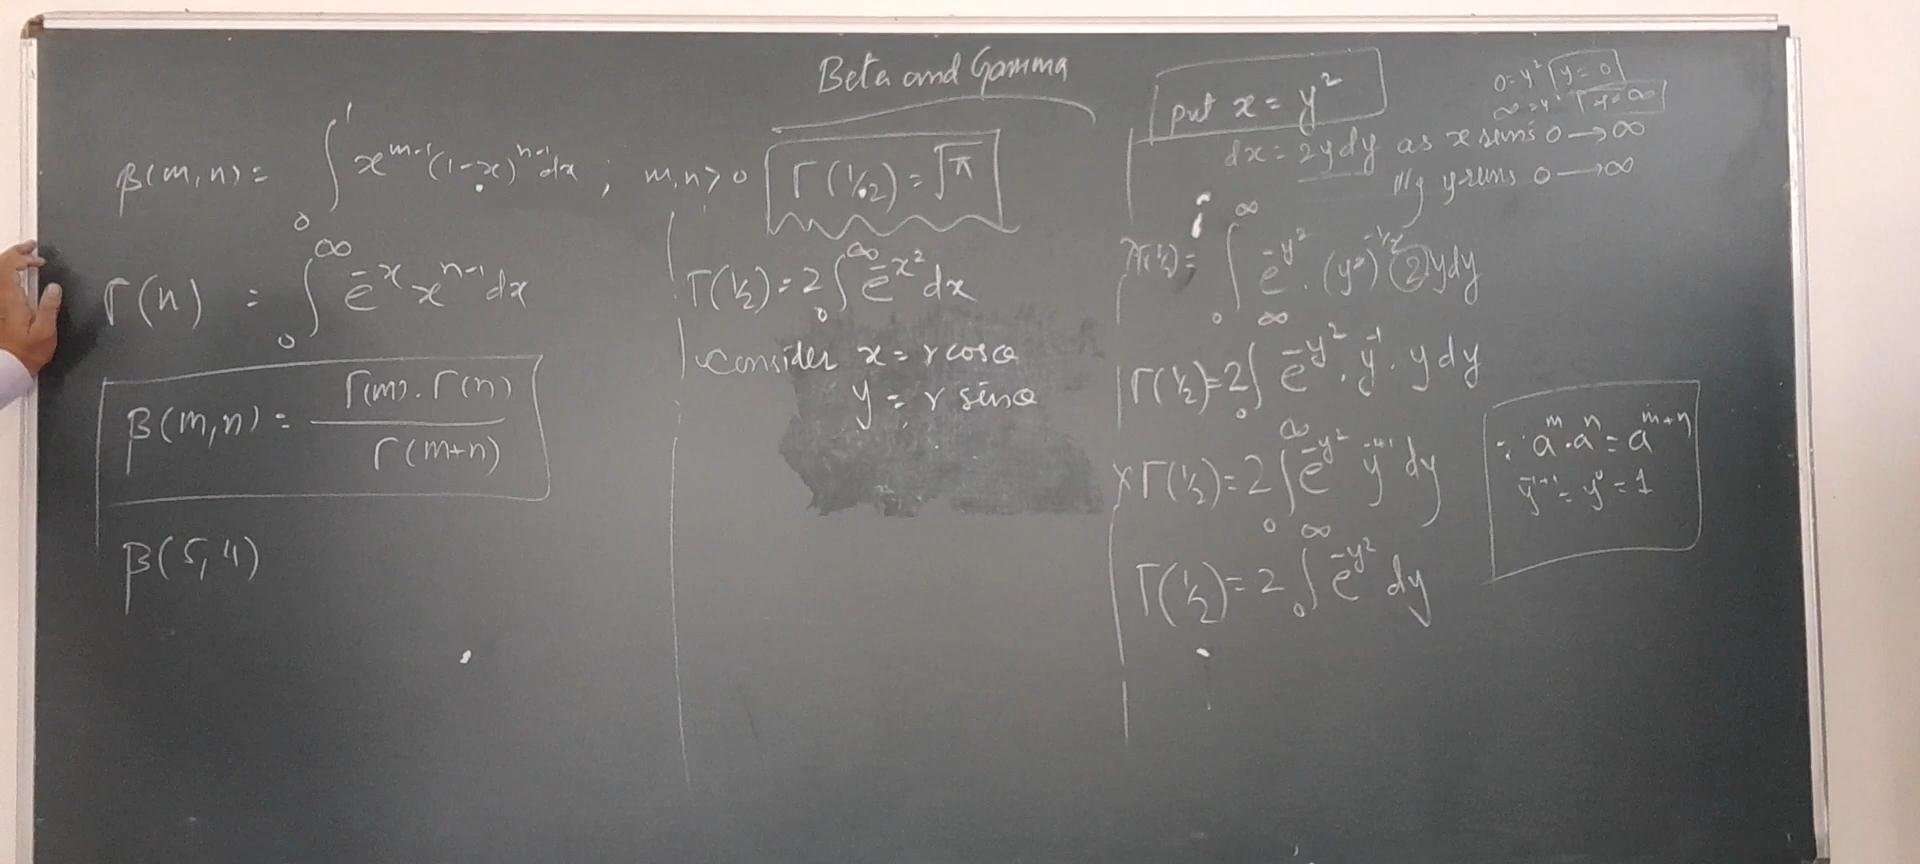 Beta and Gamma
β(m,n) = ∫₀¹ x^{m-1} (1-x)^{n-1} dx ; m,n > 0
Γ(n) = ∫₀^∞ e^{-x} x^{n-1} dx
β(m,n) = Γ(m).Γ(n) / Γ(m+n)
β(5,4)
Γ(1/2) = √π
Γ(1/2) = 2 ∫₀^∞ e^{-x²} dx
Consider x = r cosθ
y = r sinθ
put x = y²
0 = y² y = 0
∞ = y² y = ∞
dx = 2y dy as x runs 0 → ∞
|||y y runs 0 → ∞
Γ(1/2) = ∫₀^∞ e^{-y²} . (y²)^{-1/2} 2y dy
Γ(1/2) = 2 ∫₀^∞ e^{-y²} . y^{-1} . y dy
Γ(1/2) = 2 ∫₀^∞ e^{-y²} y^{-1+1} dy
Γ(1/2) = 2 ∫₀^∞ e^{-y²} dy
∵ a^m . a^n = a^{m+n}
y^{-1+1} = y⁰ = 1